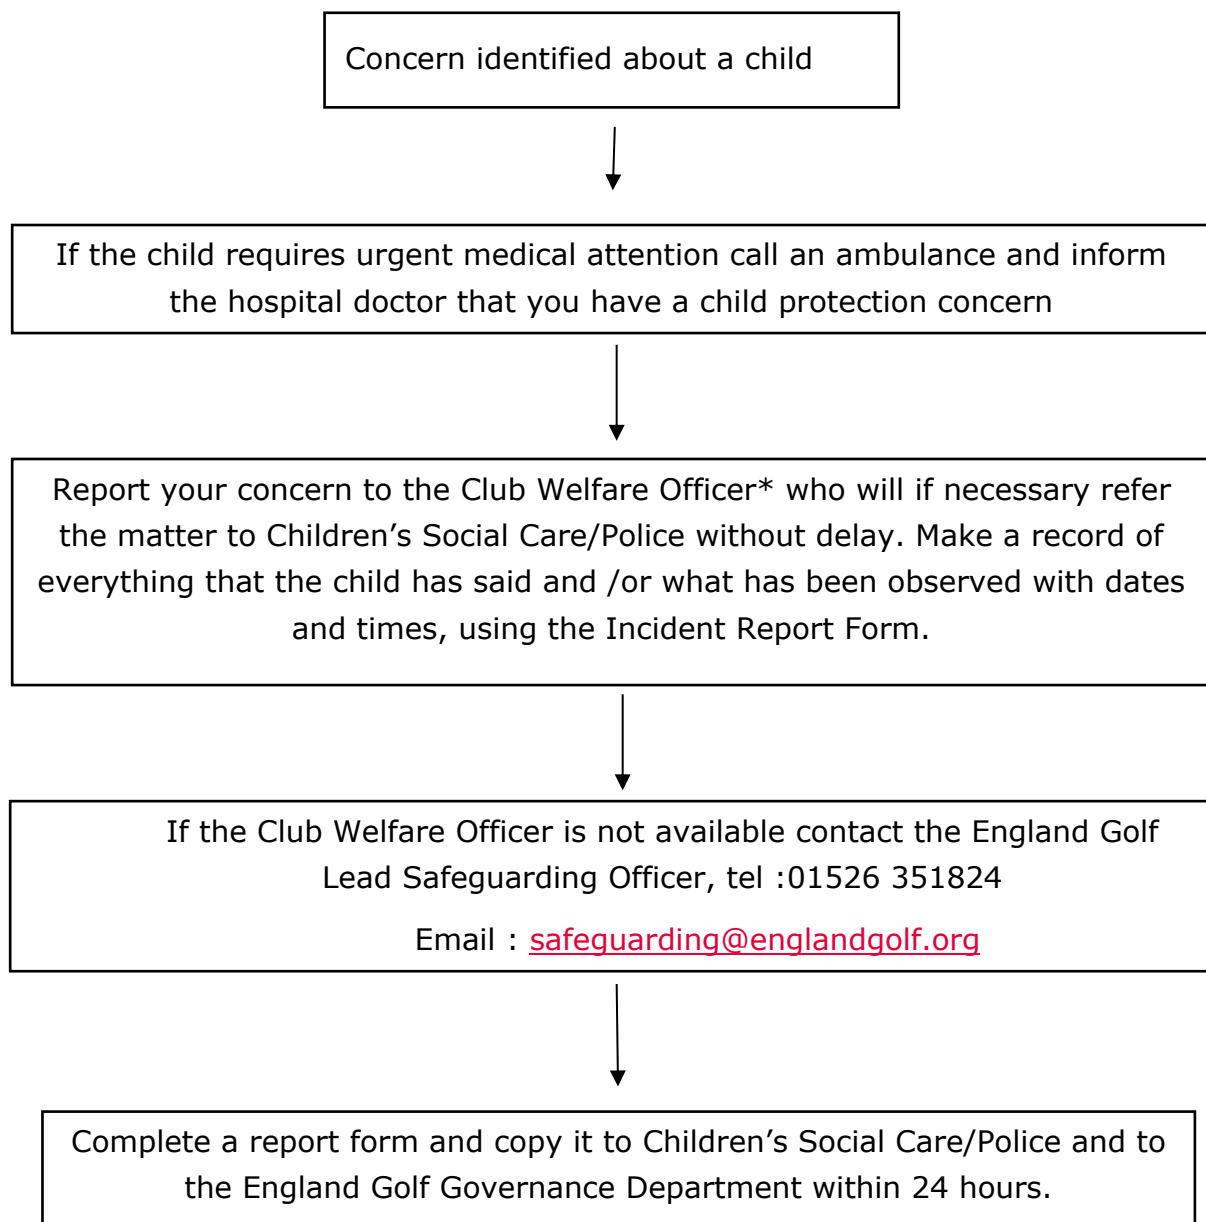 Concern identified about a child
If the child requires urgent medical attention call an ambulance and inform
the hospital doctor that you have a child protection concern
Report your concern to the Club Welfare Officer* who will if necessary refer
the matter to Children’s Social Care/Police without delay. Make a record of
everything that the child has said and /or what has been observed with dates
and times, using the Incident Report Form.
If the Club Welfare Officer is not available contact the England Golf
Lead Safeguarding Officer, tel :01526 351824
Email : safeguarding@englandgolf.org
Complete a report form and copy it to Children’s Social Care/Police and to
the England Golf Governance Department within 24 hours.